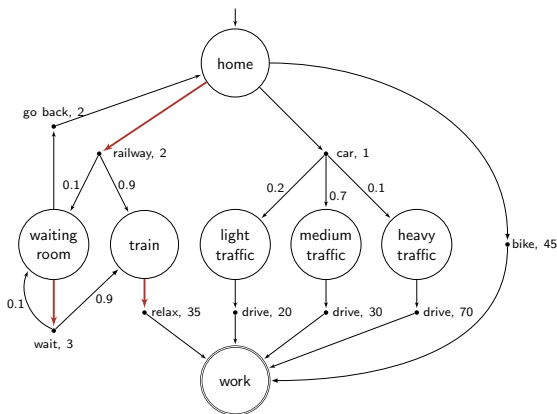 home
go back, 2
railway, 2
car, 1
0.1
0.9
0.2
0.7
0.1
waiting
room
train
light
traffic
medium
traffic
heavy
traffic
bike, 45
0.1
0.9
wait, 3
relax, 35
drive, 20
drive, 30
drive, 70
work